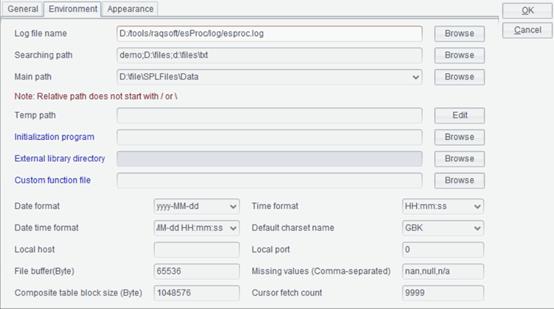 General Environment Appearance
OK
Log file name D:/tools/raqsoft/esProc/log/esproc.log Browse
Cancel
Searching path demo;D:\files;d:\files\txt Browse
Main path D:\file\SPLFiles\Data Browse
Note: Relative path does not start with / or \
Temp path Edit
Initialization program Browse
External library directory Browse
Custom function file Browse
Date format yyyy-MM-dd Time format HH:mm:ss
Date time format MM-dd HH:mm:ss Default charset name GBK
Local host Local port 0
File buffer(Byte) 65536 Missing values (Comma-separated) nan,null,n/a
Composite table block size (Byte) 1048576 Cursor fetch count 9999